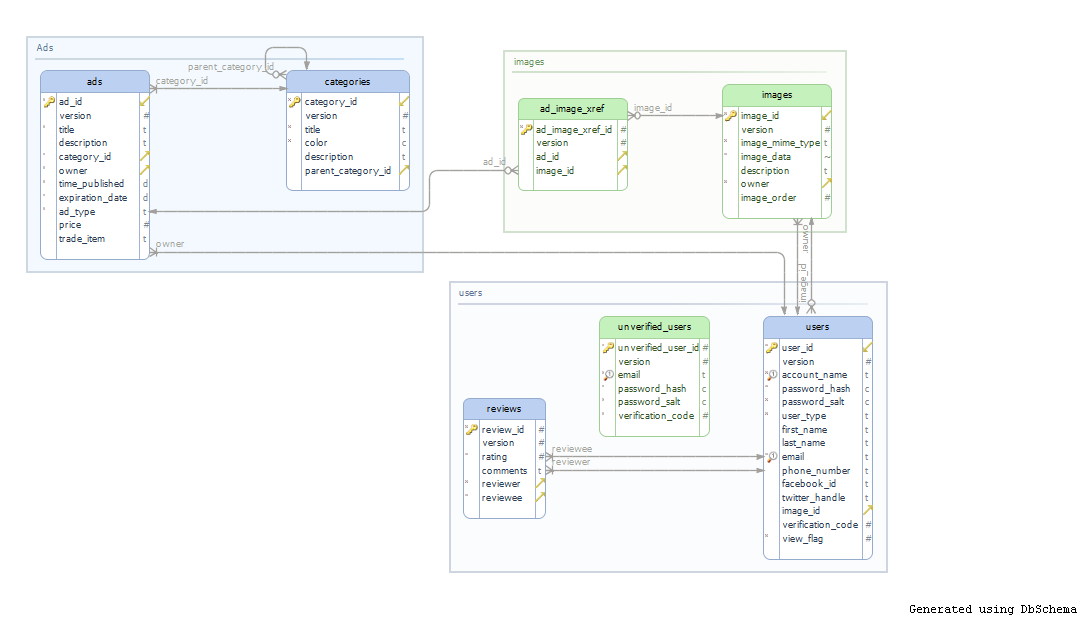 Ads
parent_category_id
category_id
ads
ad_id
version #
title t
description t
category_id
owner
time_published d
expiration_date d
ad_type t
price #
trade_item t
owner
categories
category_id
version #
title t
color c
description t
parent_category_id
images
ad_id
ad_image_xref
ad_image_xref_id #
version #
ad_id
image_id
image_id
images
image_id
version #
image_mime_type t
image_data ~
description t
owner
image_order #
owner
image_id
users
unverified_users
unverified_user_id #
version #
email t
password_hash c
password_salt c
verification_code #
reviews
review_id #
version #
rating #
comments t
reviewer
reviewee
reviewee
reviewer
users
user_id
version #
account_name t
password_hash c
password_salt c
user_type t
first_name t
last_name t
email t
phone_number t
facebook_id t
twitter_handle t
image_id
verification_code #
view_flag #
Generated using DbSchema